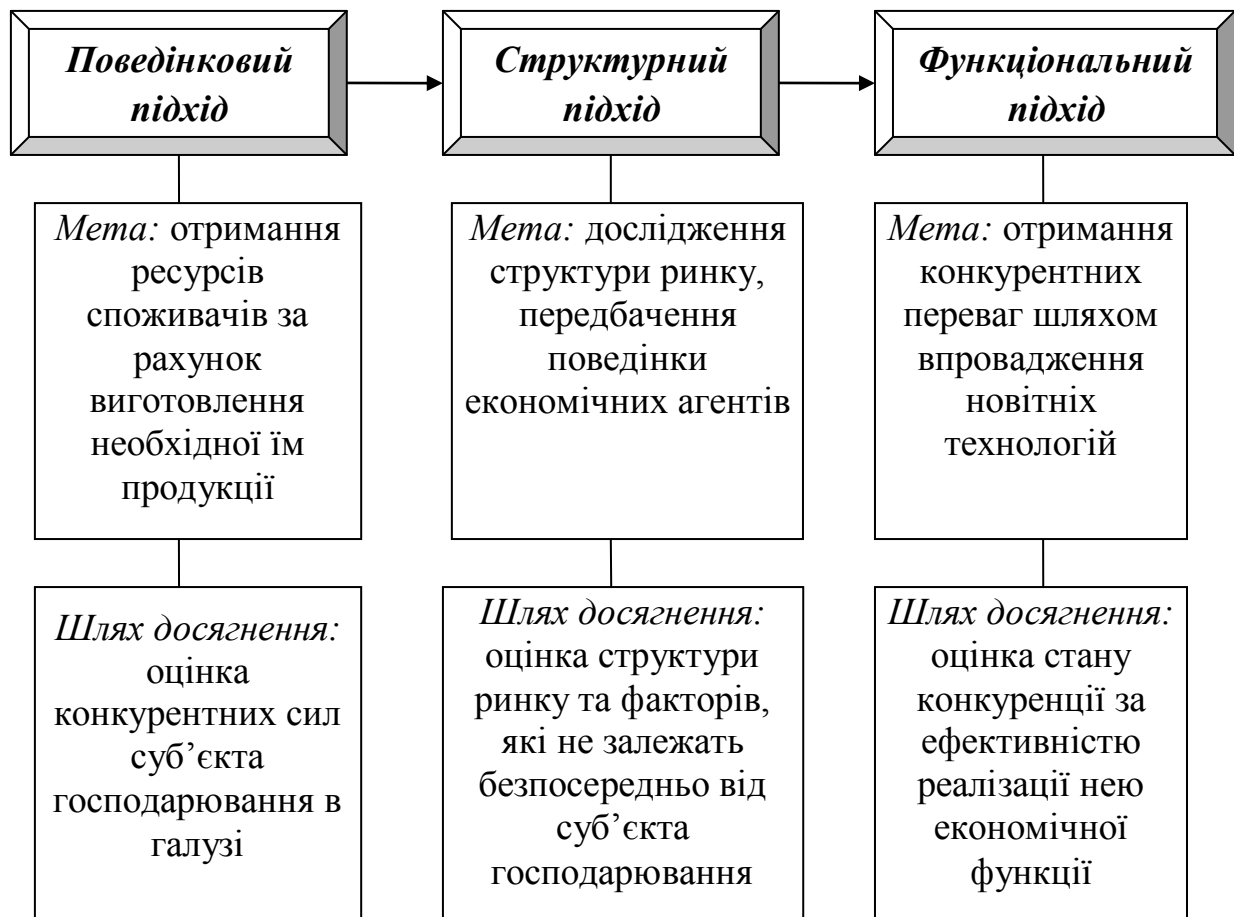 Поведінковий
підхід
Структурний
підхід
Функціональний
підхід
Мета: отримання
ресурсів
споживачів за
рахунок
виготовлення
необхідної їм
продукції
Мета: дослідження
структури ринку,
передбачення
поведінки
економічних агентів
Мета: отримання
конкурентних
переваг шляхом
впровадження
новітніх
технологій
Шлях досягнення:
оцінка
конкурентних сил
суб’єкта
господарювання в
галузі
Шлях досягнення:
оцінка структури
ринку та факторів,
які не залежать
безпосередньо від
суб’єкта
господарювання
Шлях досягнення:
оцінка стану
конкуренції за
ефективністю
реалізації нею
економічної
функції